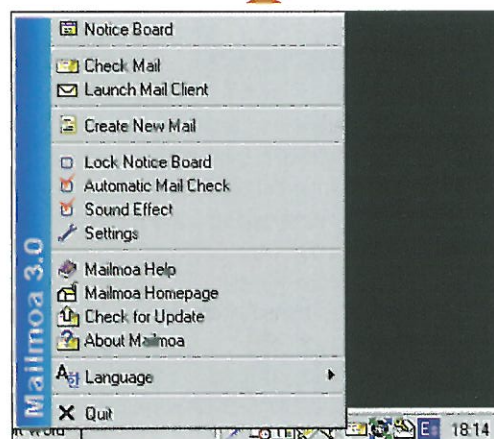 Notice Board
Check Mail
Launch Mail Client
Create New Mail
Lock Notice Board
Automatic Mail Check
Sound Effect
Settings
Mailmoa Help
Mailmoa Homepage
Check for Update
About Mailmoa
Language
Quit
Mailmoa 3.0
E
18:14